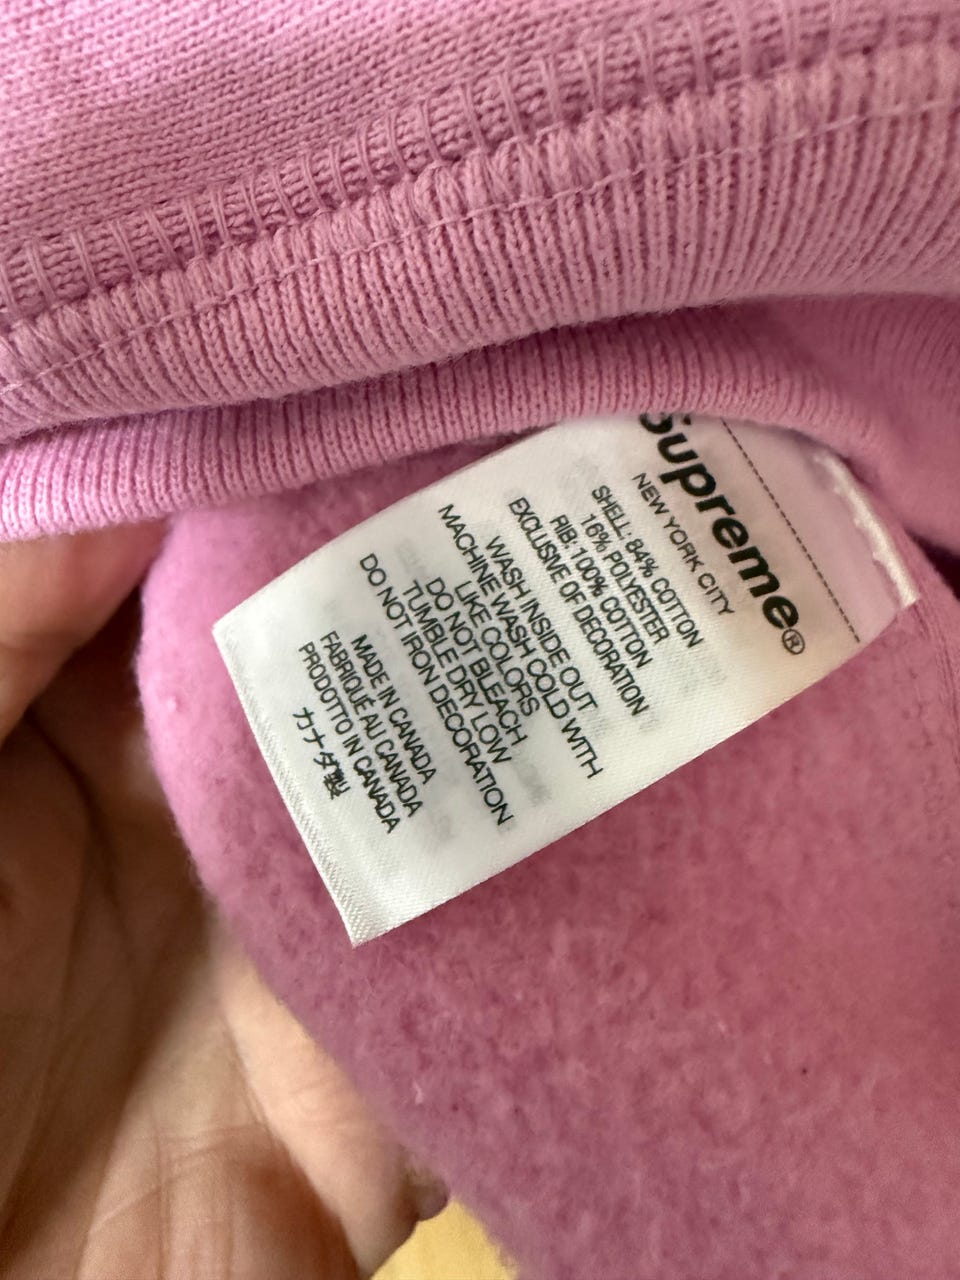 Supreme®
NEW YORK CITY
SHELL: 84% COTTON
16% POLYESTER
RIB: 100% COTTON
EXCLUSIVE OF DECORATION
WASH INSIDE OUT
MACHINE WASH COLD WITH
LIKE COLORS
DO NOT BLEACH
TUMBLE DRY LOW
DO NOT IRON DECORATION
MADE IN CANADA
FABRIQUÉ AU CANADA
PRODOTTO IN CANADA
カナダ製